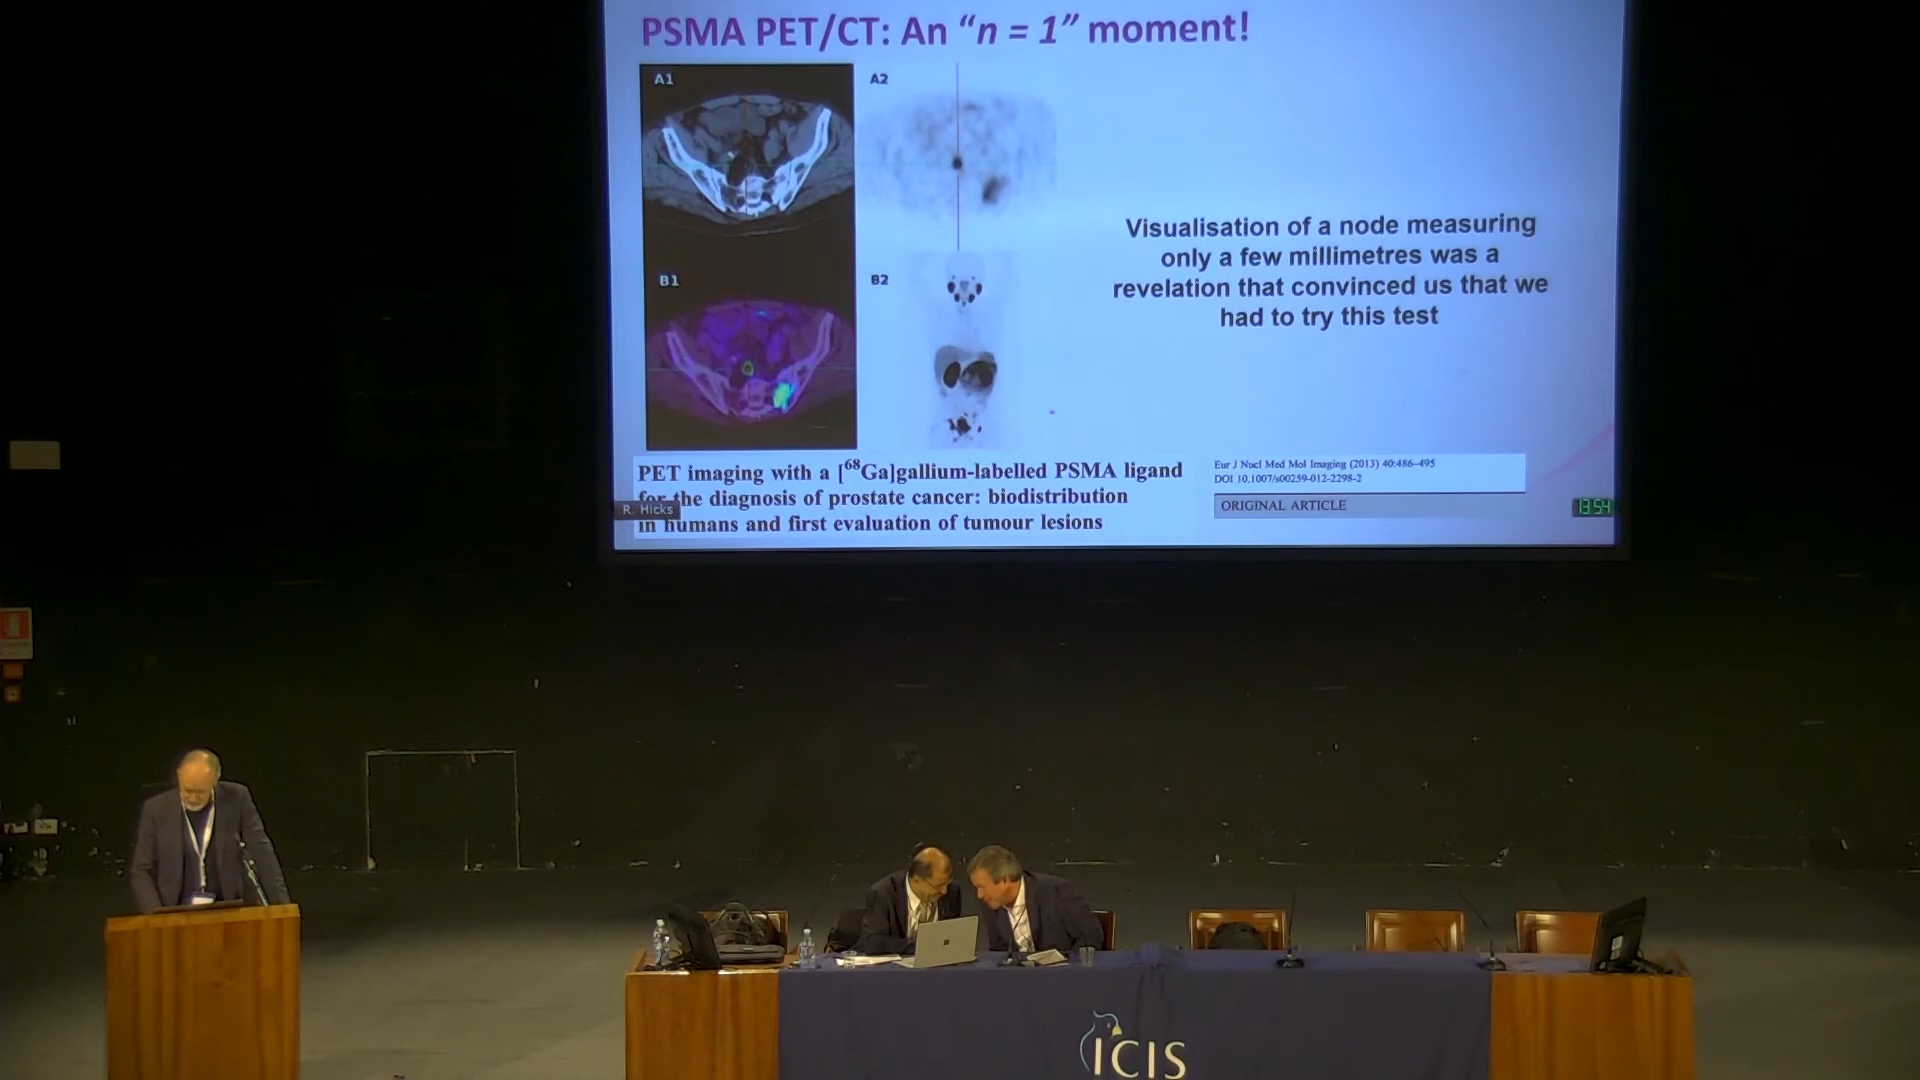 PSMA PET/CT: An “n = 1” moment!
A1
A2
B1
B2
Visualisation of a node measuring
only a few millimetres was a
revelation that convinced us that we
had to try this test
PET imaging with a [68Ga]gallium-labelled PSMA ligand
for the diagnosis of prostate cancer: biodistribution
in humans and first evaluation of tumour lesions
R. Hicks
Eur J Nucl Med Mol Imaging (2013) 40:486–495
DOI 10.1007/s00259-012-2298-2
ORIGINAL ARTICLE
13:54
ICIS